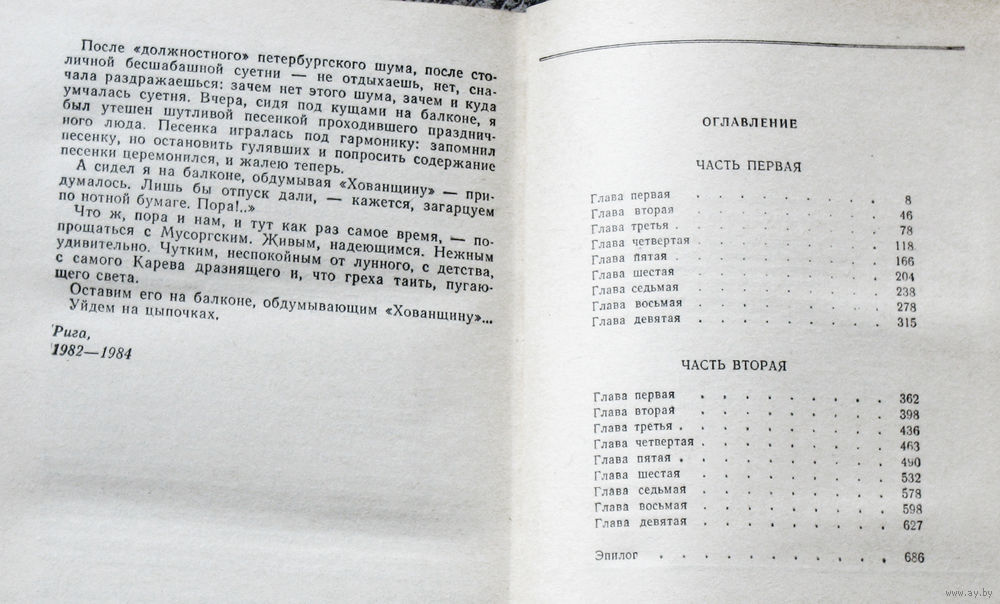 После «должностного» петербургского шума, после сто-
личной бесшабашной суетни — не отдыхаешь, нет, сна-
чала раздражаешься: зачем нет этого шума, зачем и куда
умчалась суетня. Вчера, сидя под кущами на балконе, я
был утешен шутливой песенкой проходившего празднич-
ного люда. Песенка игралась под гармонику: запомнил
песенку, но остановить гулявших и попросить содержание
песенки церемонился, и жалею теперь.
А сидел я на балконе, обдумывая «Хованщину» — при-
думалось. Лишь бы отпуск дали, — кажется, загарцуем
по нотной бумаге. Пора!..»
Что ж, пора и нам, и тут как раз самое время, — по-
прощаться с Мусоргским. Живым, надеющимся. Нежным
удивительно. Чутким, неспокойным от лунного, с детства,
с самого Карева дразнящего и, что греха таить, пугаю-
щего света.
Оставим его на балконе, обдумывающим «Хованщину»...
Уйдем на цыпочках.
Рига,
1982—1984
ОГЛАВЛЕНИЕ
ЧАСТЬ ПЕРВАЯ
Глава первая . . . . . . . . . 8
Глава вторая . . . . . . . . . 46
Глава третья . . . . . . . . . 78
Глава четвертая . . . . . . . . 118
Глава пятая . . . . . . . . . 166
Глава шестая . . . . . . . . . 204
Глава седьмая . . . . . . . . 238
Глава восьмая . . . . . . . . 278
Глава девятая . . . . . . . . 315
ЧАСТЬ ВТОРАЯ
Глава первая . . . . . . . . . 362
Глава вторая . . . . . . . . . 398
Глава третья . . . . . . . . . 436
Глава четвертая . . . . . . . . 463
Глава пятая . . . . . . . . . 490
Глава шестая . . . . . . . . . 532
Глава седьмая . . . . . . . . 578
Глава восьмая . . . . . . . . 598
Глава девятая . . . . . . . . 627
Эпилог . . . . . . . . . . 686
www.ay.by